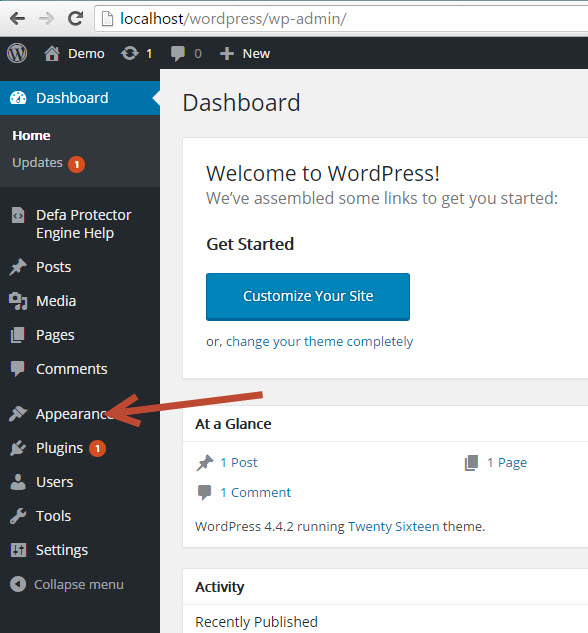 localhost/wordpress/wp-admin/
Demo 1 0 New
Dashboard
Home
Updates 1
Defa Protector
Engine Help
Posts
Media
Pages
Comments
Appearance
Plugins 1
Users
Tools
Settings
Collapse menu
Dashboard
Welcome to WordPress!
We've assembled some links to get you started:
Get Started
Customize Your Site
or, change your theme completely
At a Glance
1 Post 1 Page
1 Comment
WordPress 4.4.2 running Twenty Sixteen theme.
Activity
Recently Published